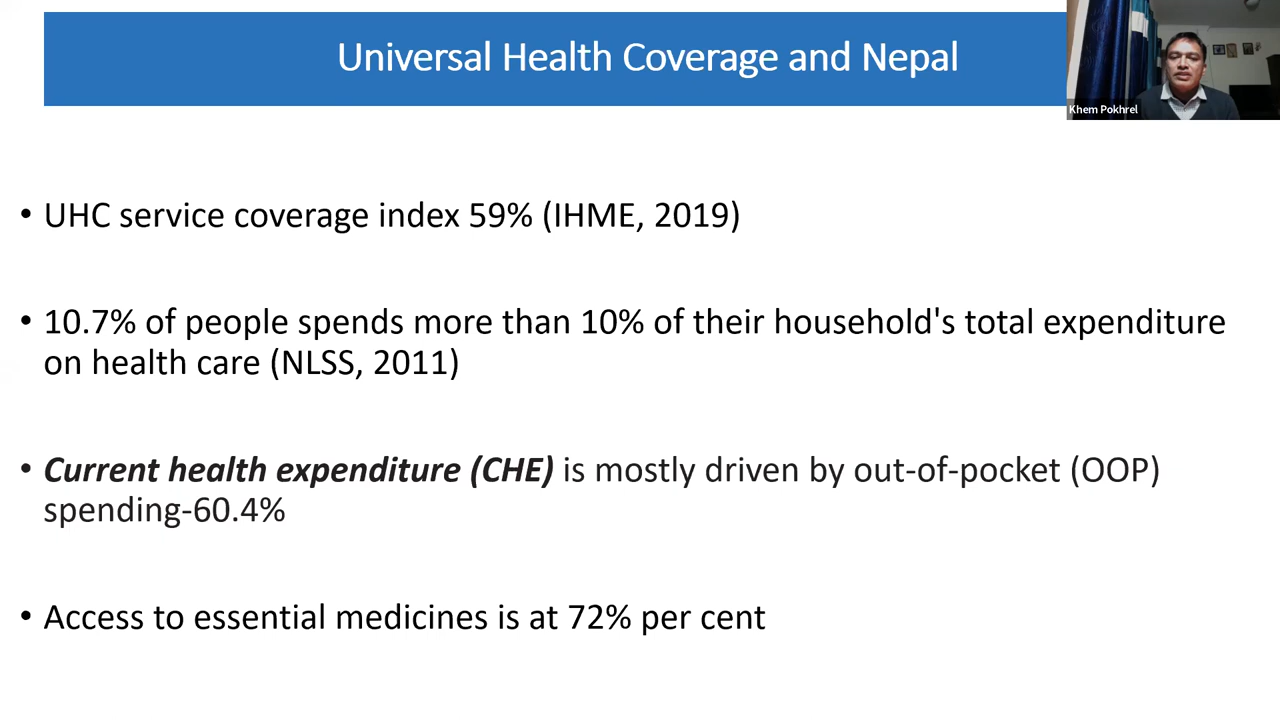 Universal Health Coverage and Nepal
Khem Pokhrel
• UHC service coverage index 59% (IHME, 2019)
• 10.7% of people spends more than 10% of their household's total expenditure
on health care (NLSS, 2011)
• Current health expenditure (CHE) is mostly driven by out-of-pocket (OOP)
spending-60.4%
• Access to essential medicines is at 72% per cent